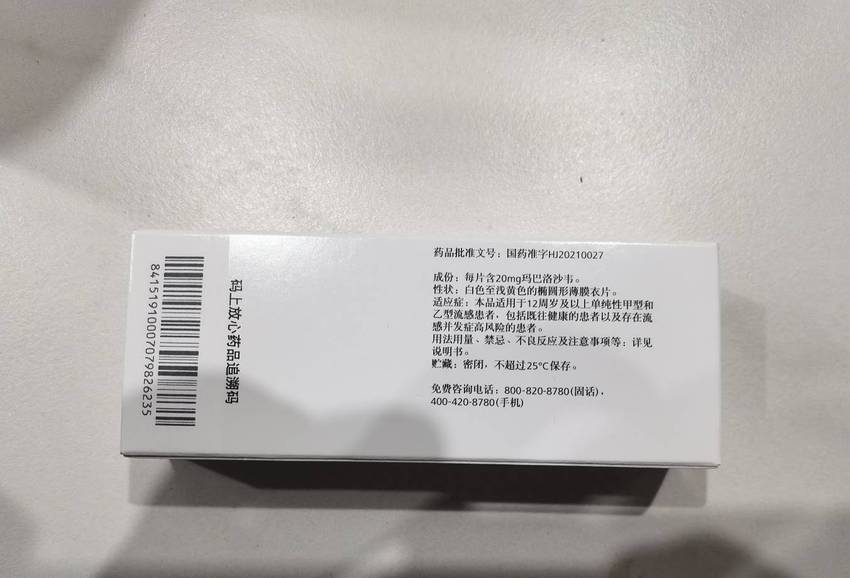 药品批准文号：国药准字HJ20210027
成份：每片含20mg玛巴洛沙韦。
性状：白色至浅黄色的椭圆形薄膜衣片。
适应症：本品适用于12周岁及以上单纯性甲型和
乙型流感患者，包括既往健康的患者以及存在流
感并发症高风险的患者。
用法用量、禁忌、不良反应及注意事项等：详见
说明书。
贮藏：密闭，不超过25°C保存。
免费咨询电话：800-820-8780(固话)，
400-420-8780(手机)
码上放心药品追溯码
84151910007079826235